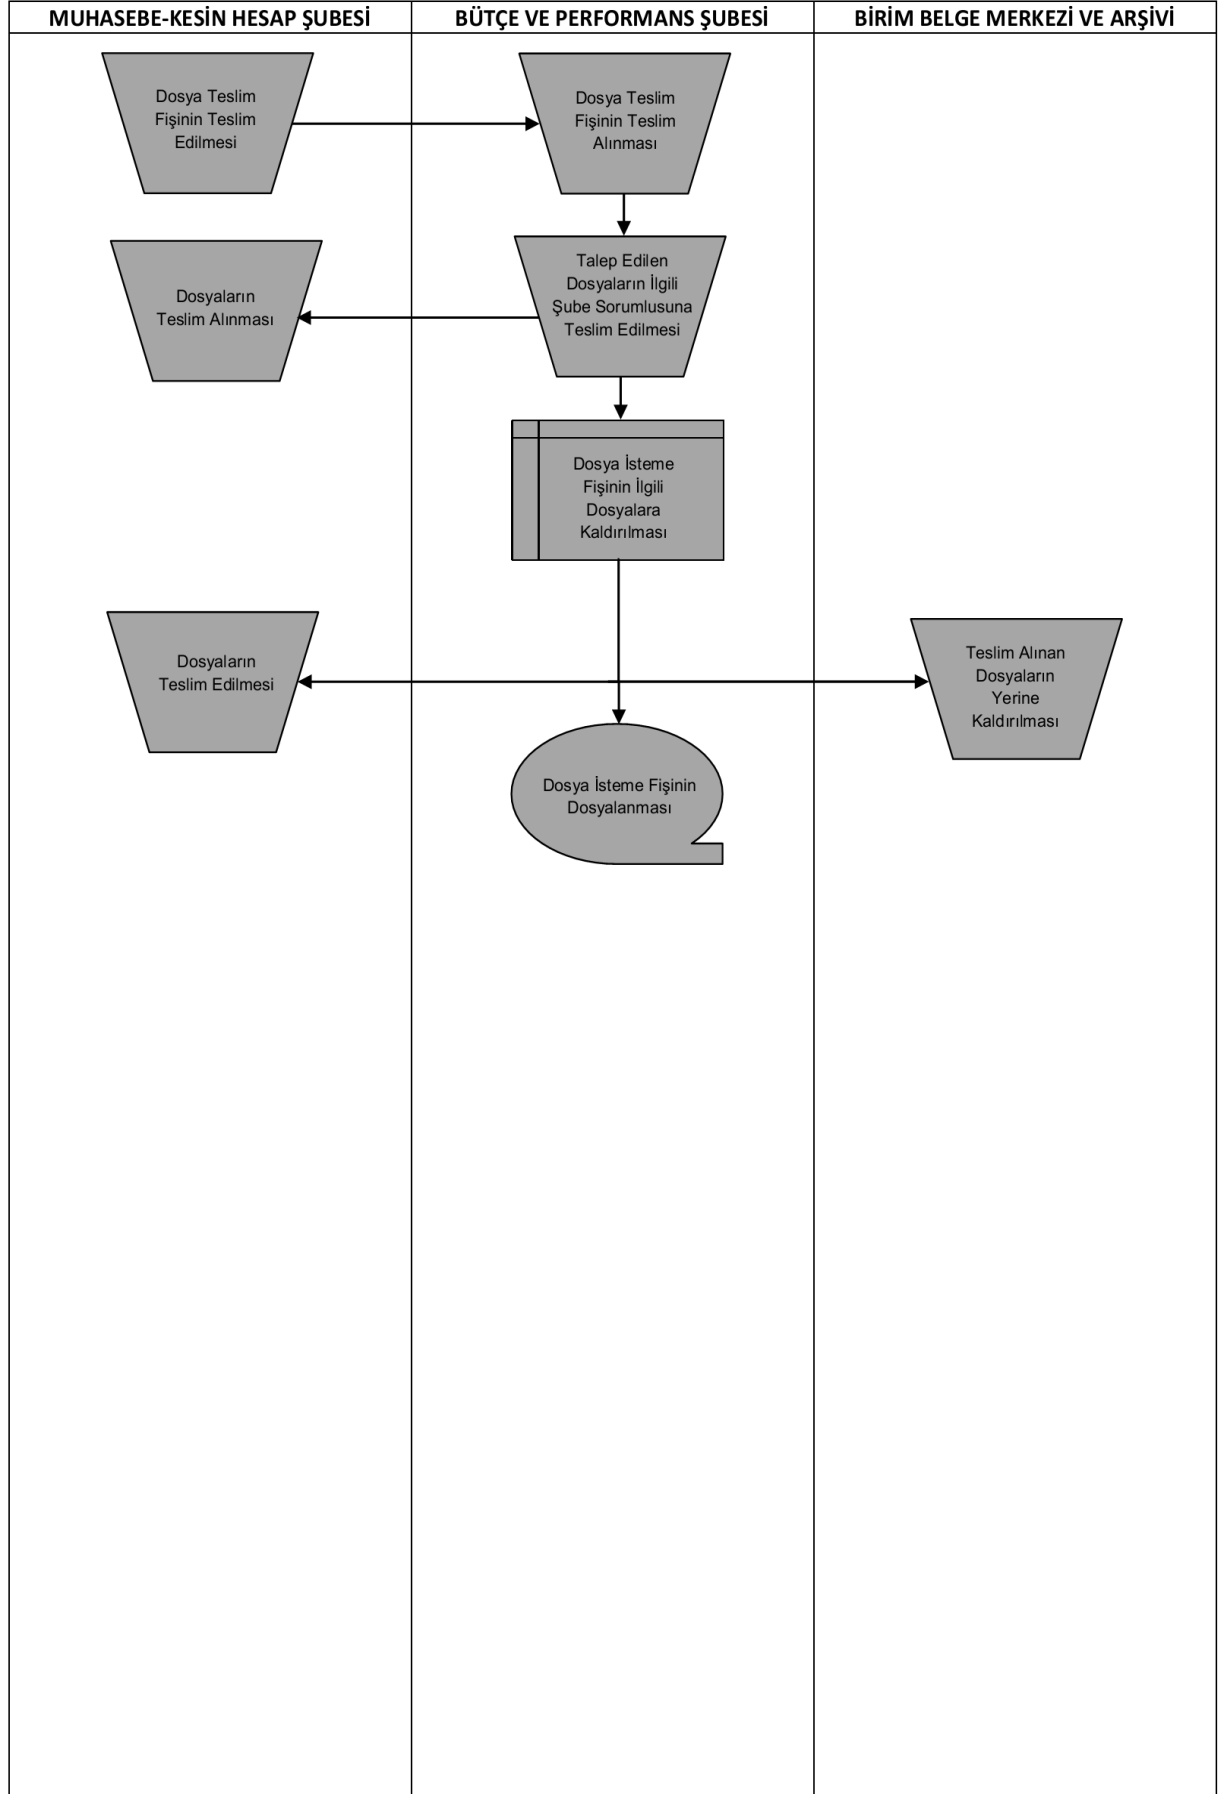 MUHASEBE-KESİN HESAP ŞUBESİ
BÜTÇE VE PERFORMANS ŞUBESİ
BİRİM BELGE MERKEZİ VE ARŞİVİ
Dosya Teslim
Fişinin Teslim
Edilmesi
Dosya Teslim
Fişinin Teslim
Alınması
Talep Edilen
Dosyaların İlgili
Şube Sorumlusuna
Teslim Edilmesi
Dosyaların
Teslim Alınması
Dosya İsteme
Fişinin İlgili
Dosyalara
Kaldırılması
Dosyaların
Teslim Edilmesi
Teslim Alınan
Dosyaların
Yerine
Kaldırılması
Dosya İsteme Fişinin
Dosyalanması